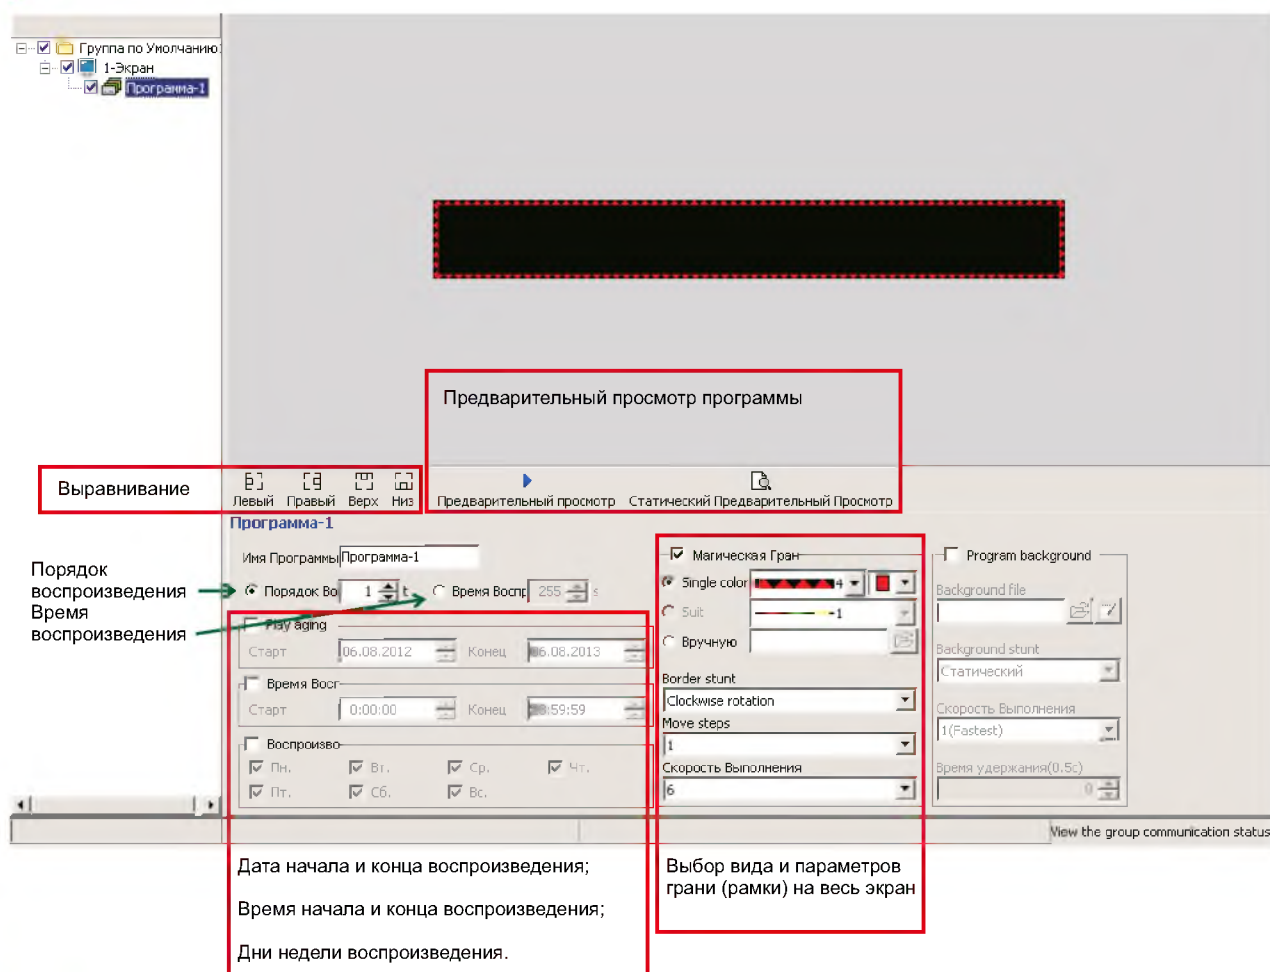 Группа по Умолчанию
1-Экран
Программа-1
Предварительный просмотр программы
Выравнивание
Левый Правый Верх Низ
Предварительный просмотр Статический Предварительный Просмотр
Программа-1
Имя Программы Программа-1
Порядок
воспроизведения
Время
воспроизведения
Порядок Во 1 t Время Воспр 255 s
Play aging
Старт 06.08.2012 Конец 06.08.2013
Время Вос
Старт 0:00:00 Конец :59:59
Воспроизво
Пн. Вт. Ср. Чт.
Пт. Сб. Вс.
Магическая Гран
Single color 4
Suit 1
Вручную
Border stunt
Clockwise rotation
Move steps
1
Скорость Выполнения
6
Program background
Background file
Background stunt
Статический
Скорость Выполнения
1(Fastest)
Время удержания(0.5с)
0
View the group communication status
Дата начала и конца воспроизведения;
Время начала и конца воспроизведения;
Дни недели воспроизведения.
Выбор вида и параметров
грани (рамки) на весь экран